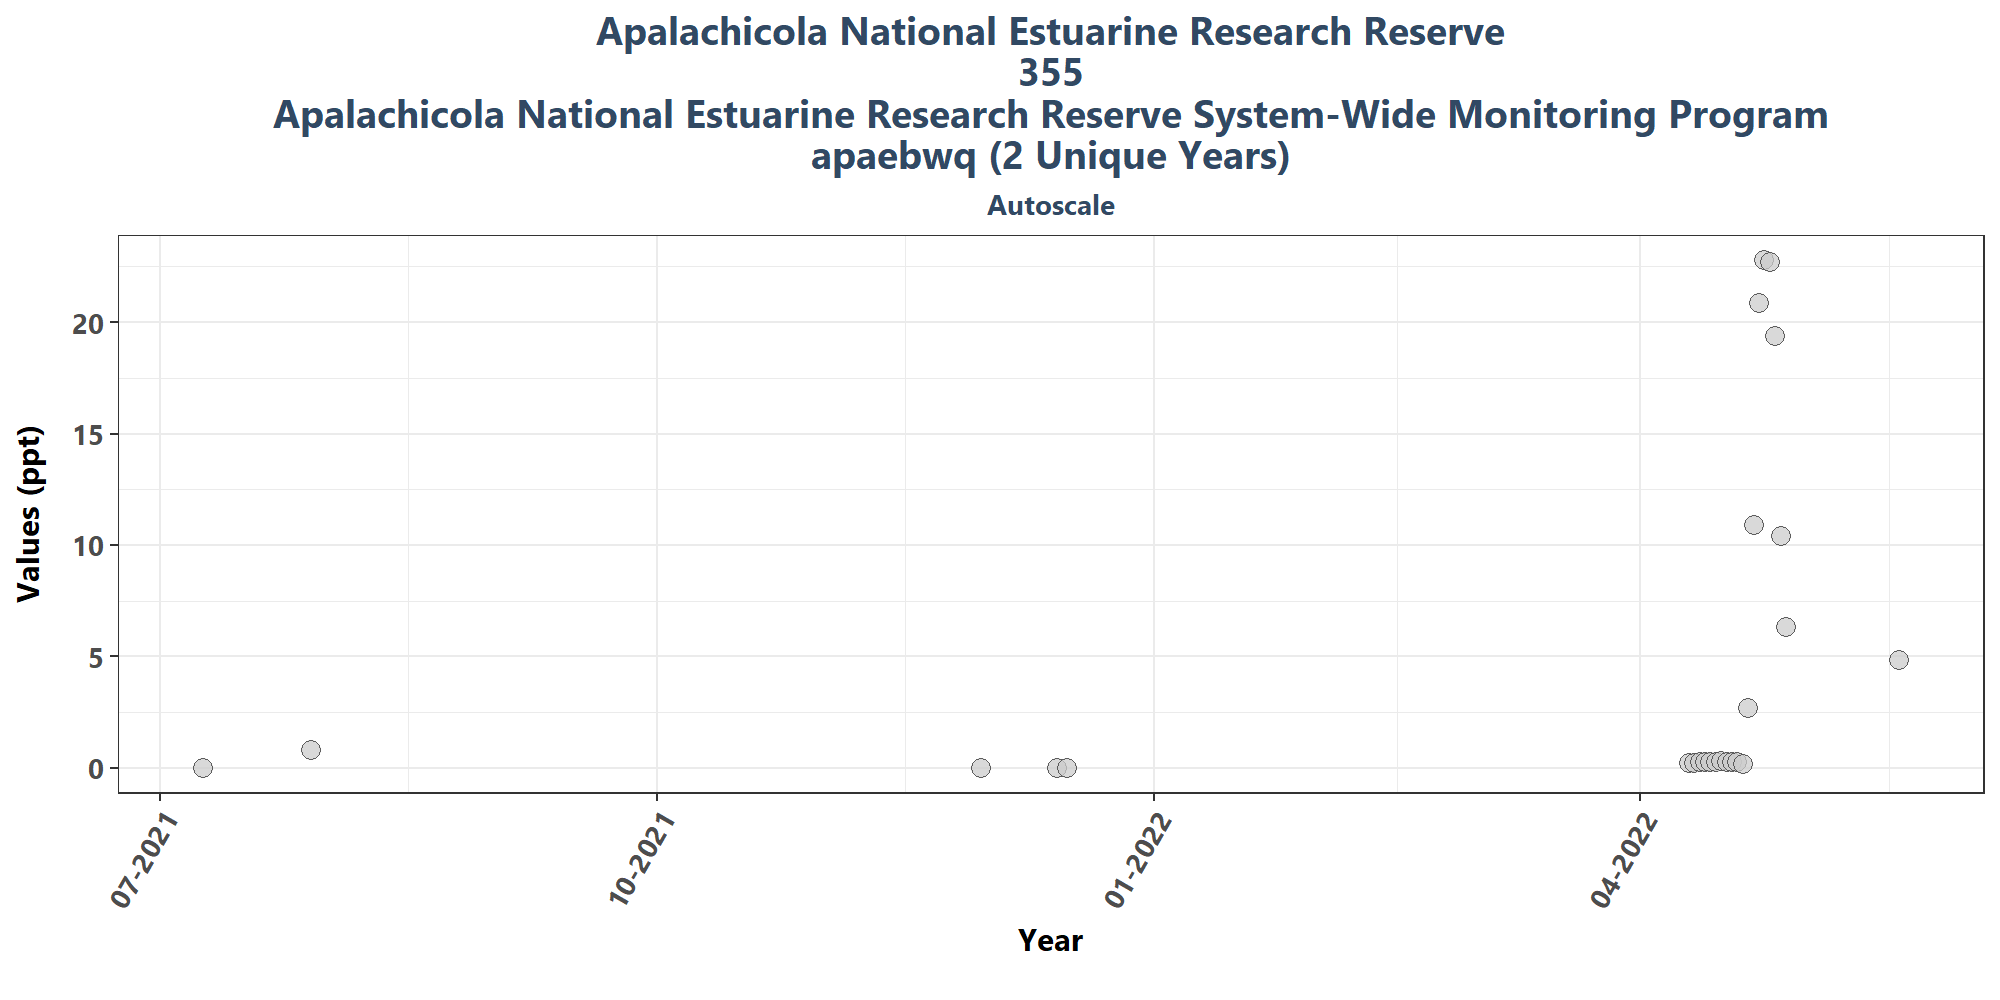 Apalachicola National Estuarine Research Reserve
355
Apalachicola National Estuarine Research Reserve System-Wide Monitoring Program
apaebwq (2 Unique Years)
Autoscale
Values (ppt)
20
15
10
5
0
07-2021
10-2021
01-2022
04-2022
Year